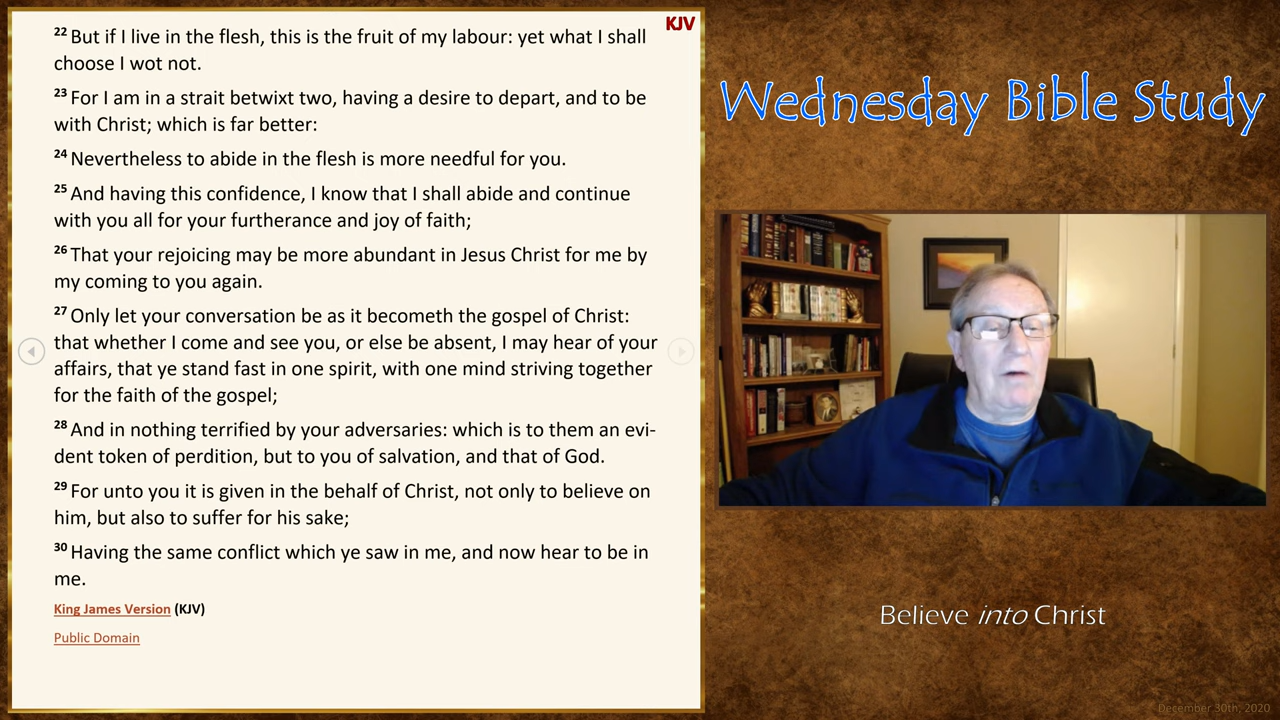 KJV
22 But if I live in the flesh, this is the fruit of my labour: yet what I shall
choose I wot not.
23 For I am in a strait betwixt two, having a desire to depart, and to be
with Christ; which is far better:
24 Nevertheless to abide in the flesh is more needful for you.
25 And having this confidence, I know that I shall abide and continue
with you all for your furtherance and joy of faith;
26 That your rejoicing may be more abundant in Jesus Christ for me by
my coming to you again.
27 Only let your conversation be as it becometh the gospel of Christ:
that whether I come and see you, or else be absent, I may hear of your
affairs, that ye stand fast in one spirit, with one mind striving together
for the faith of the gospel;
28 And in nothing terrified by your adversaries: which is to them an evi-
dent token of perdition, but to you of salvation, and that of God.
29 For unto you it is given in the behalf of Christ, not only to believe on
him, but also to suffer for his sake;
30 Having the same conflict which ye saw in me, and now hear to be in
me.
King James Version (KJV)
Public Domain
Wednesday Bible Study
Believe into Christ
December 30th, 2020